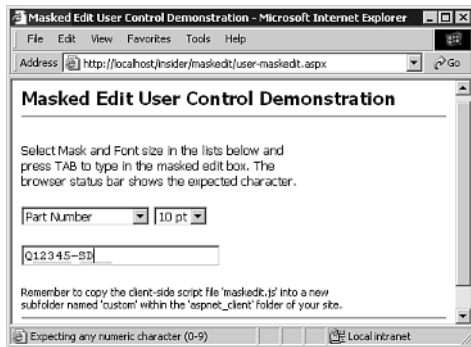 Masked Edit User Control Demonstration - Microsoft Internet Explorer
File Edit View Favorites Tools Help
Address http://localhost/insider/maskedit/user-maskedit.aspx Go
Masked Edit User Control Demonstration
Select Mask and Font size in the lists below and
press TAB to type in the masked edit box. The
browser status bar shows the expected character.
Part Number 10 pt
Q12345-SD__
Remember to copy the client-side script file 'maskedit.js' into a new
subfolder named 'custom' within the 'aspnet_client' folder of your site.
Expecting any numeric character (0-9) Local intranet